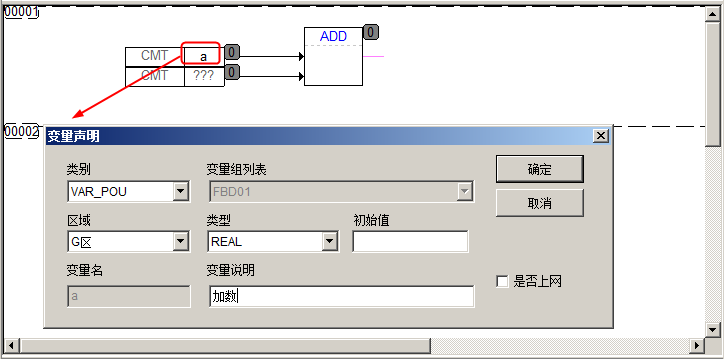 00001
ADD
0
CMT
a
0
CMT
???
0
00002
变量声明
类别
变量组列表
VAR_POU
FBD01
确定
取消
区域
类型
初始值
G区
REAL
变量名
变量说明
是否上网
a
加数